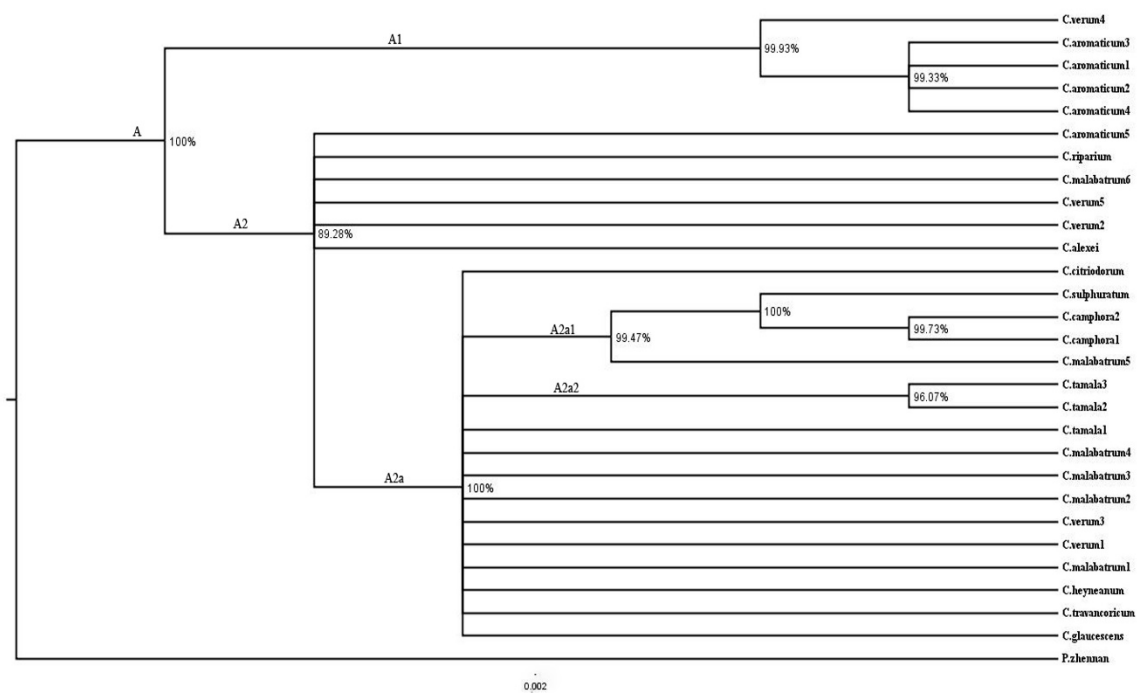 C.verum4
A1
C.aromaticum3
99.93%
C.aromaticum1
99.33%
C.aromaticum2
C.aromaticum4
A
C.aromaticum5
100%
C.riparium
C.malabatrum6
C.verum5
A2
C.verum2
89.28%
C.alexei
C.citriodorum
C.sulphuratum
100%
C.camphora2
A2a1
99.73%
99.47%
C.camphora1
C.malabatrum5
C.tamala3
A2a2
96.07%
C.tamala2
C.tamala1
C.malabatrum4
C.malabatrum3
A2a
100%
C.malabatrum2
C.verum3
C.verum1
C.malabatrum1
C.heyneanum
C.travancoricum
C.glaucescens
P.zhennan
0.002